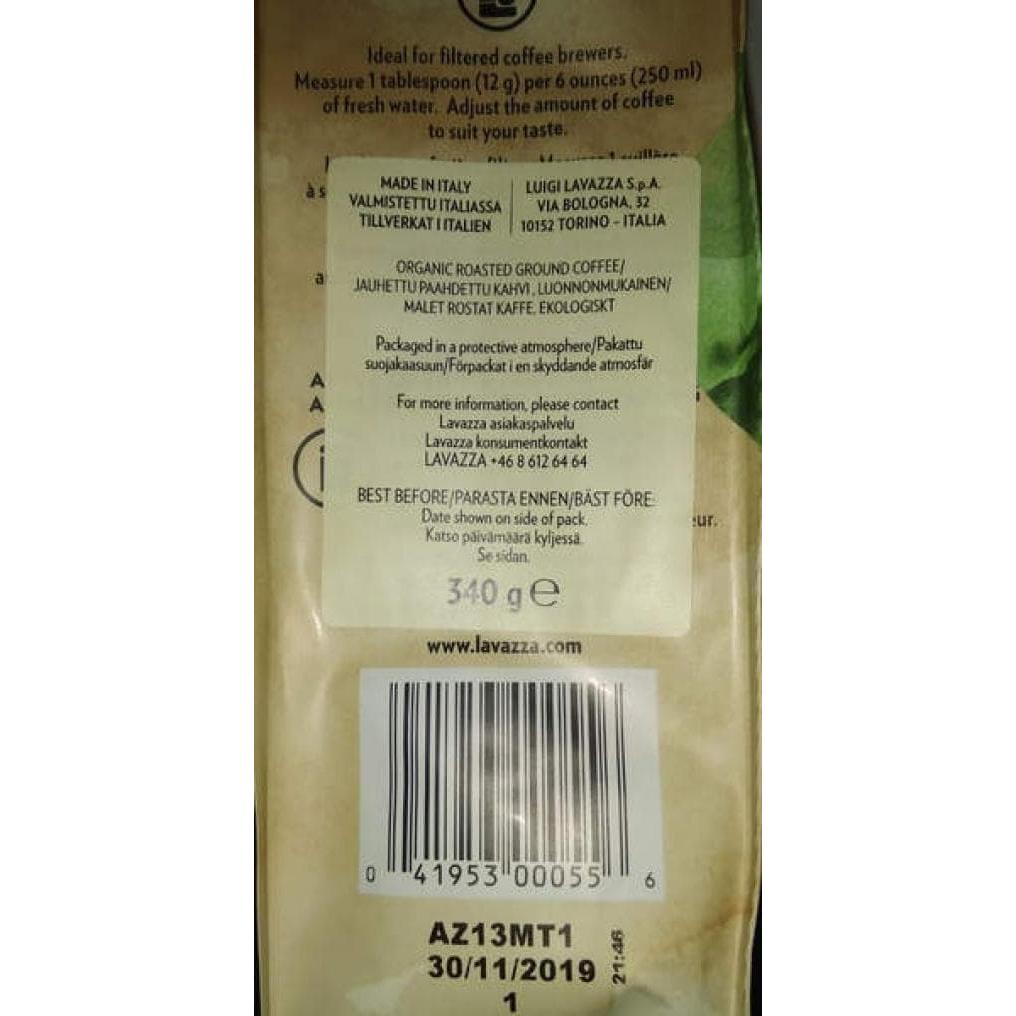 Ideal for filtered coffee brewers.
Measure 1 tablespoon (12 g) per 6 ounces (250 ml)
of fresh water. Adjust the amount of coffee
to suit your taste.
à s
MADE IN ITALY
VALMISTETTU ITALIASSA
TILLVERKAT I ITALIEN
LUIGI LAVAZZA S.p.A.
VIA BOLOGNA, 32
10152 TORINO - ITALIA
a
ORGANIC ROASTED GROUND COFFEE/
JAUHETTU PAAHDETTU KAHVI, LUONNONMUKAINEN/
MALET ROSTAT KAFFE, EKOLOGISKT
Packaged in a protective atmosphere/Pakattu
suojakaasuun/Förpackat i en skyddande atmosfär
A
A
For more information, please contact
Lavazza asiakaspalvelu
Lavazza konsumentkontakt
LAVAZZA +46 8 612 64 64
BEST BEFORE/PARASTA ENNEN/BÄST FÖRE:
Date shown on side of pack.
Katso päivämäärä kyljessä.
Se sidan.
eur.
340 g ℮
www.lavazza.com
0 41953 00055 6
AZ13MT1
30/11/2019
21:46
1